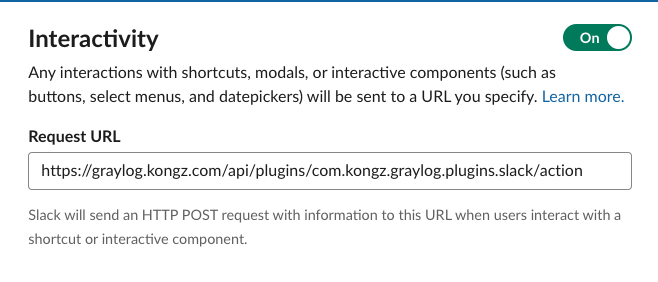 Interactivity
On
Any interactions with shortcuts, modals, or interactive components (such as
buttons, select menus, and datepickers) will be sent to a URL you specify. Learn more.
Request URL
https://graylog.kongz.com/api/plugins/com.kongz.graylog.plugins.slack/action
Slack will send an HTTP POST request with information to this URL when users interact with a
shortcut or interactive component.